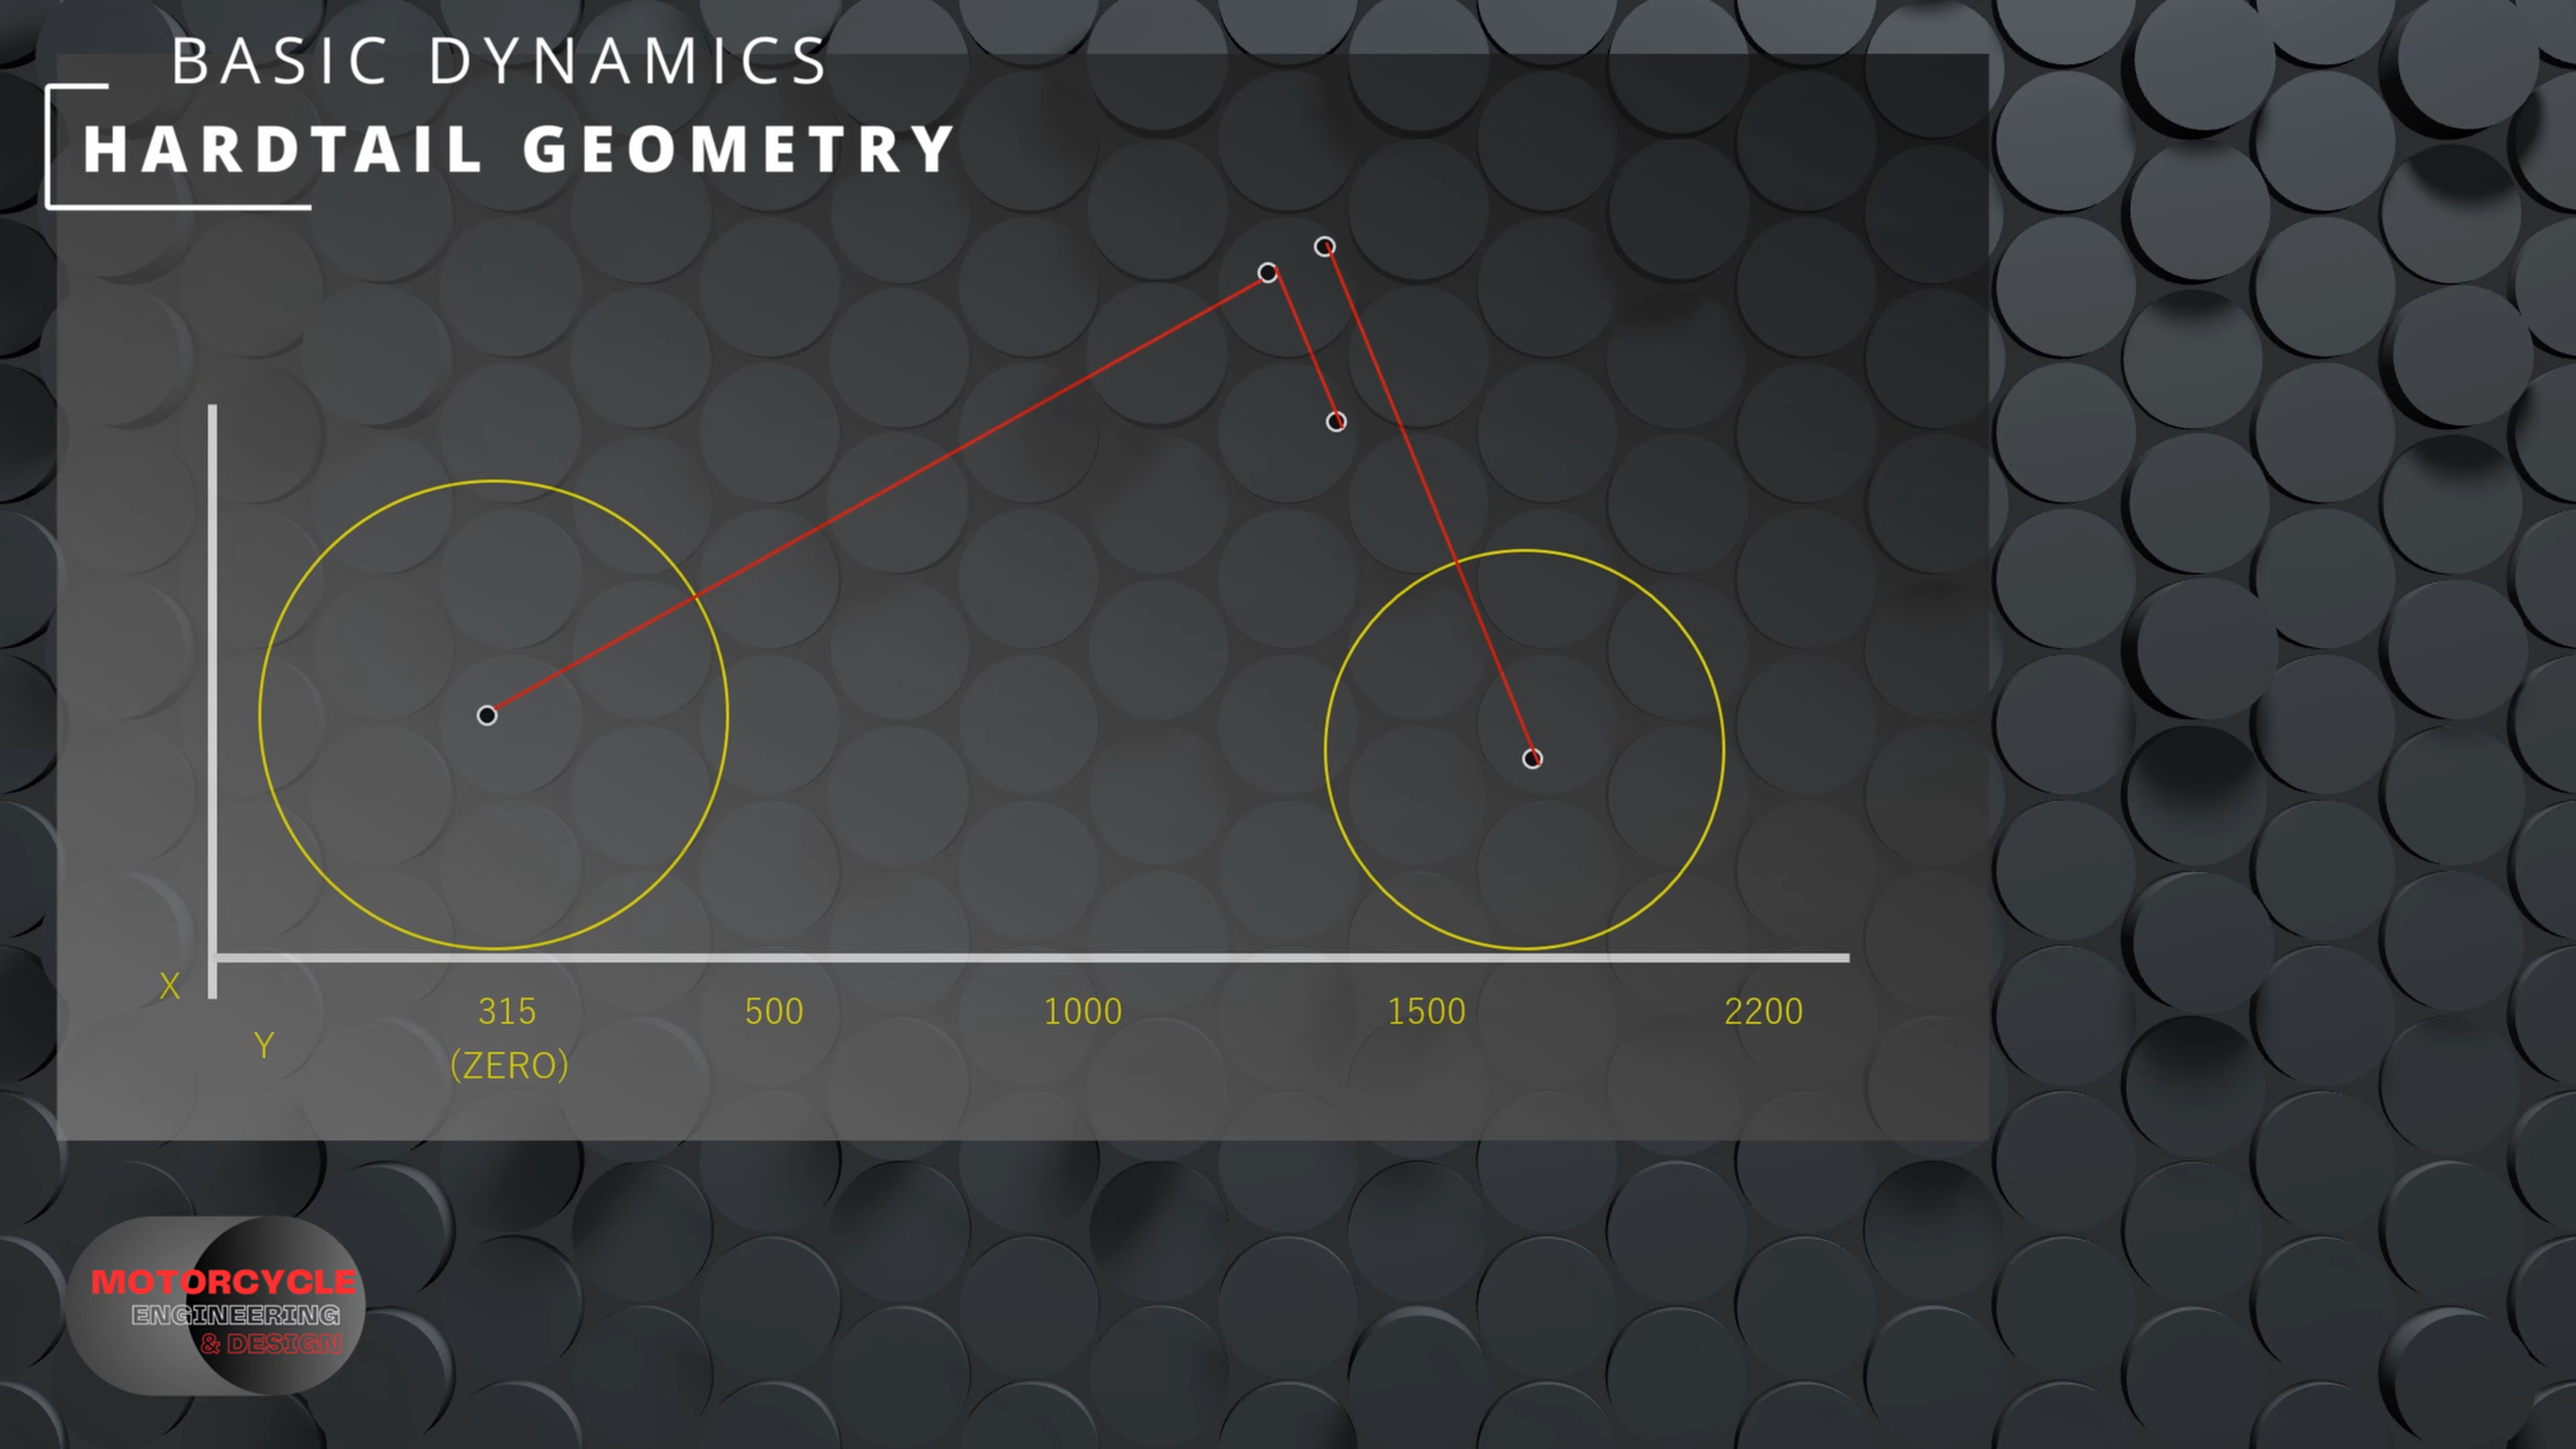 BASIC DYNAMICS
HARDTAIL GEOMETRY
X
Y
315 500 1000 1500 2200
(ZERO)
MOTORCYCLE
ENGINEERING
& DESIGN